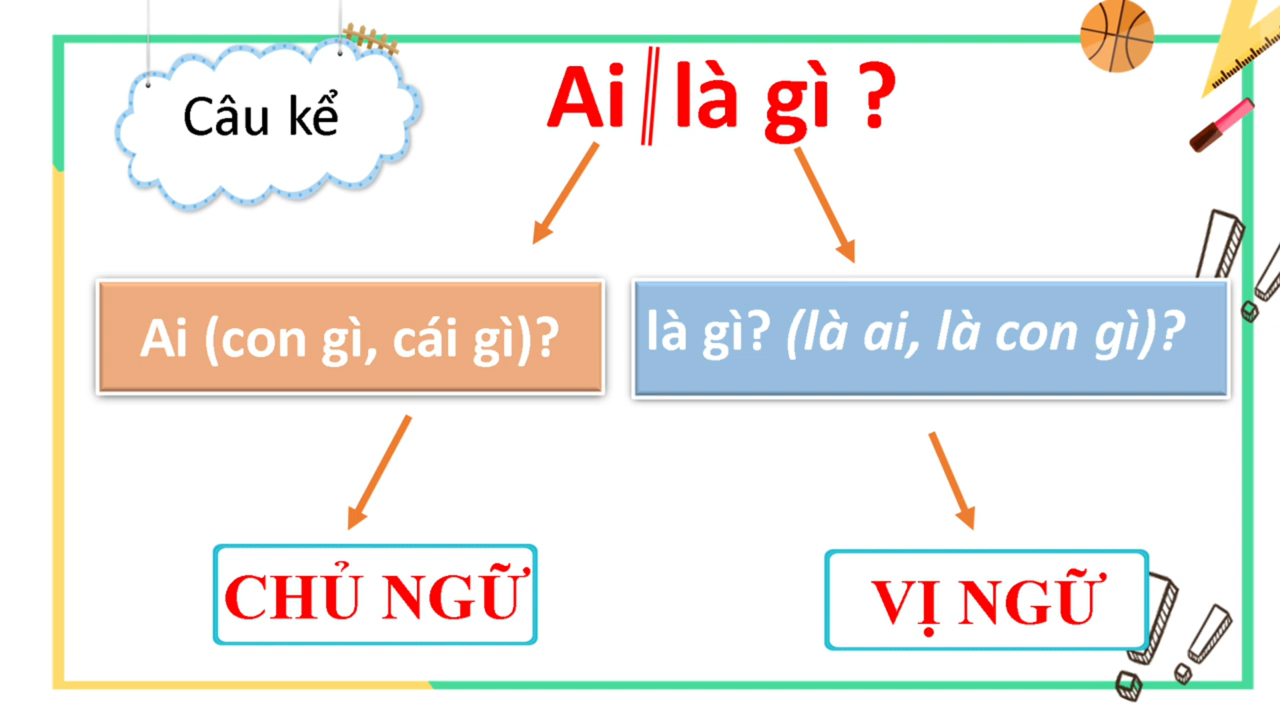 Câu kể
Ai là gì ?
Ai (con gì, cái gì)?
là gì? (là ai, là con gì)?
CHỦ NGỮ
VỊ NGỮ